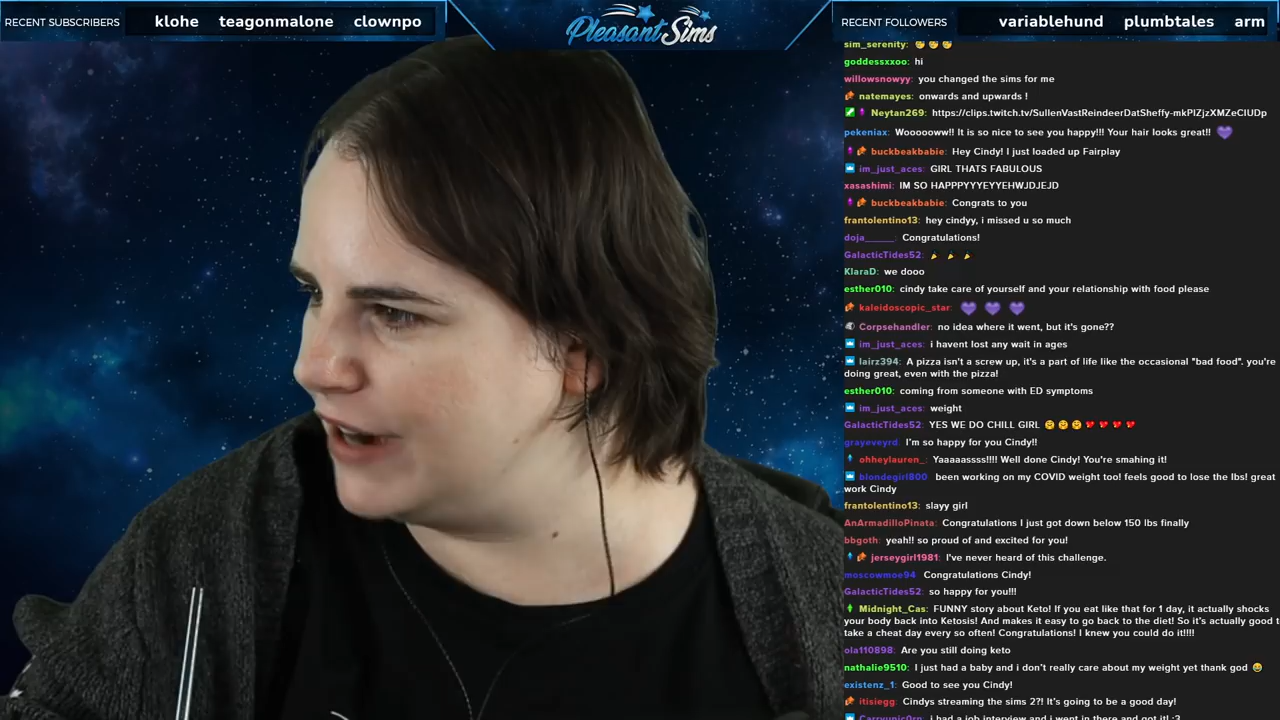 RECENT SUBSCRIBERS klohe teagonmalone clownpo
PleasantSims
RECENT FOLLOWERS variablehund plumbtales arm
sim_serenity:
goddessxxoo: hi
willowsnowyy: you changed the sims for me
natemayes: onwards and upwards !
Neytan269: https://clips.twitch.tv/SullenVastReindeerDatSheffy-mkPIZjzXMZeCIUDp
pekeniax: Woooooww!! It is so nice to see you happy!!! Your hair looks great!!
buckbeakbabie: Hey Cindy! I just loaded up Fairplay
im_just_aces: GIRL THATS FABULOUS
xasashimi: IM SO HAPPPYYYEYYEHWJDJEJD
buckbeakbabie: Congrats to you
frantolentino13: hey cindyy, i missed u so much
doja______: Congratulations!
GalacticTides52:
KlaraD: we dooo
esther010: cindy take care of yourself and your relationship with food please
kaleidoscopic_star:
Corpsehandler: no idea where it went, but it's gone??
im_just_aces: i havent lost any wait in ages
lairz394: A pizza isn't a screw up, it's a part of life like the occasional "bad food". you're
doing great, even with the pizza!
esther010: coming from someone with ED symptoms
im_just_aces: weight
GalacticTides52: YES WE DO CHILL GIRL
grayeveyrd: I'm so happy for you Cindy!!
ohheylauren_: Yaaaaassss!!!! Well done Cindy! You're smahing it!
blondegirl800 been working on my COVID weight too! feels good to lose the lbs! great
work Cindy
frantolentino13: slayy girl
AnArmadilloPinata: Congratulations I just got down below 150 lbs finally
bbgoth: yeah!! so proud of and excited for you!
jerseygirl1981: I've never heard of this challenge.
moscowmoe94 Congratulations Cindy!
GalacticTides52: so happy for you!!!
Midnight_Cas: FUNNY story about Keto! If you eat like that for 1 day, it actually shocks
your body back into Ketosis! And makes it easy to go back to the diet! So it's actually good t
take a cheat day every so often! Congratulations! I knew you could do it!!!!
ola110898: Are you still doing keto
nathalie9510: I just had a baby and i don't really care about my weight yet thank god
existenz_1: Good to see you Cindy!
itisiegg: Cindys streaming the sims 2?! It's going to be a good day!
i had a job interview and i went in there and got it! :3